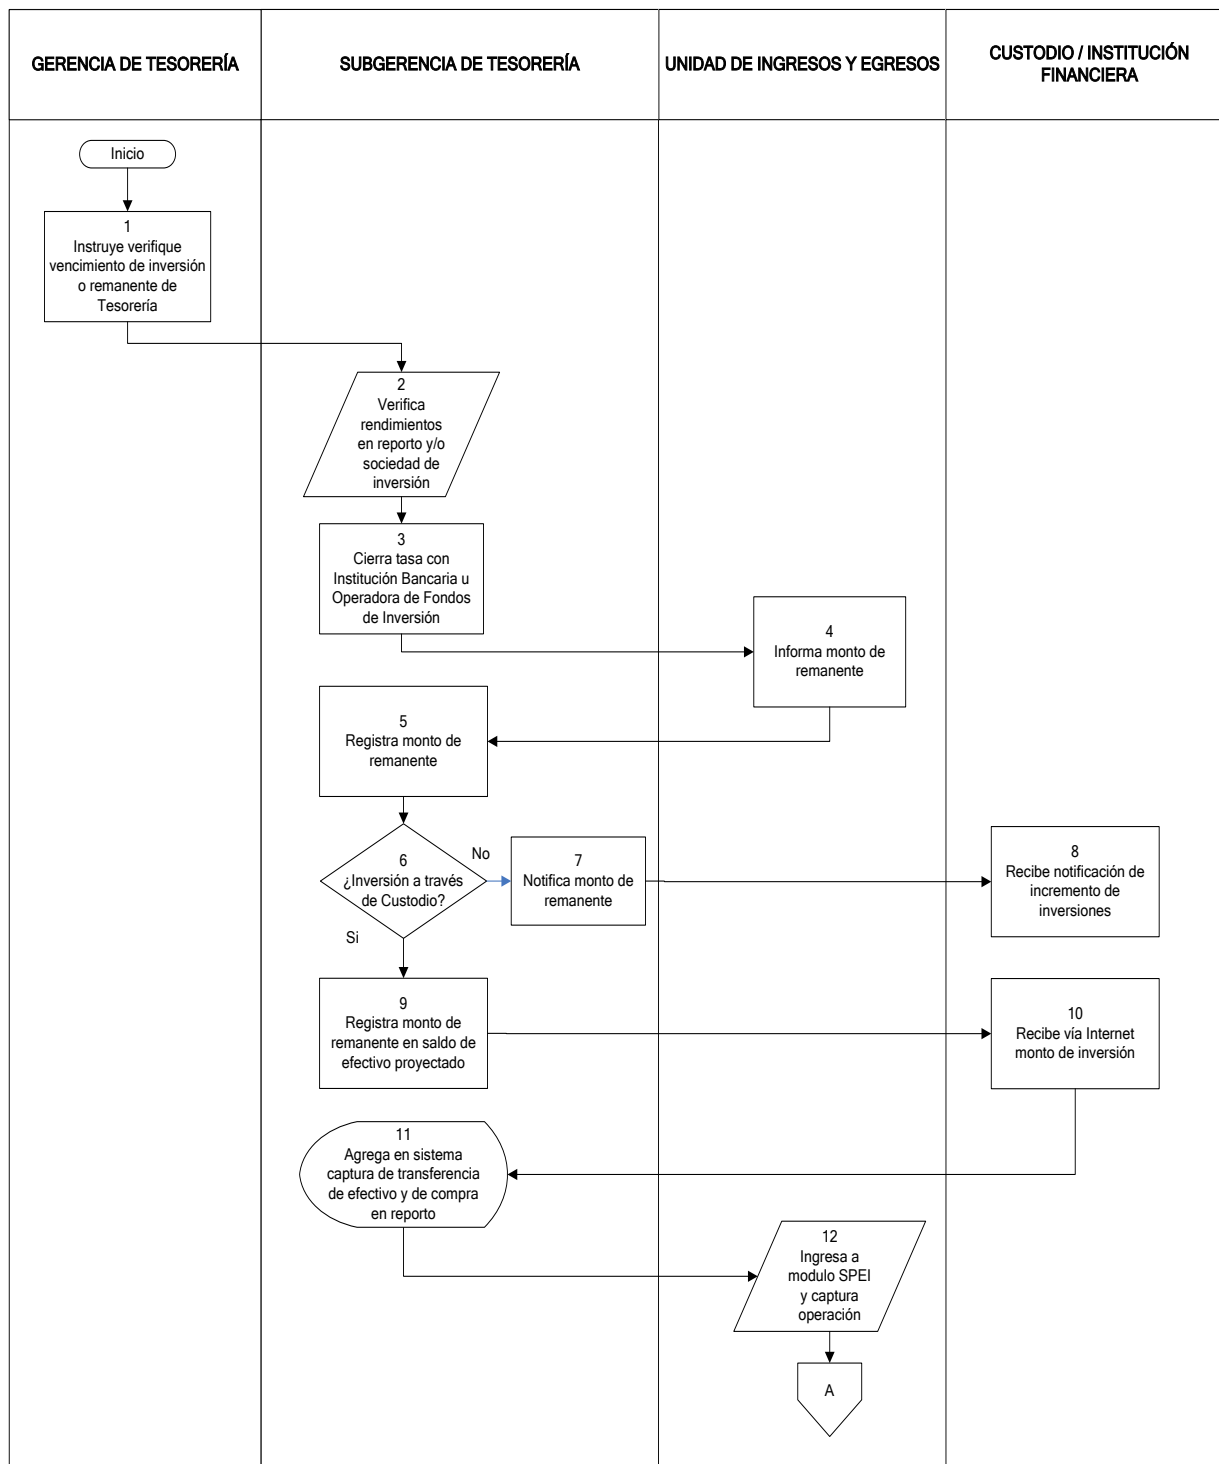 GERENCIA DE TESORERÍA
SUBGERENCIA DE TESORERÍA
UNIDAD DE INGRESOS Y EGRESOS
CUSTODIO / INSTITUCIÓN
FINANCIERA
Inicio
1
Instruye verifique
vencimiento de inversión
o remanente de
Tesorería
2
Verifica
rendimientos
en reporto y/o
sociedad de
inversión
3
Cierra tasa con
Institución Bancaria u
Operadora de Fondos
de Inversión
4
Informa monto de
remanente
5
Registra monto de
remanente
6
¿Inversión a través
de Custodio?
No
Si
7
Notifica monto de
remanente
8
Recibe notificación de
incremento de
inversiones
9
Registra monto de
remanente en saldo de
efectivo proyectado
10
Recibe vía Internet
monto de inversión
11
Agrega en sistema
captura de transferencia
de efectivo y de compra
en reporto
12
Ingresa a
modulo SPEI
y captura
operación
A